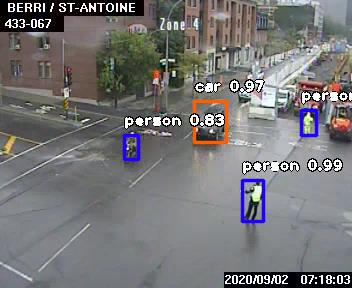 BERRI / ST-ANTOINE
433-067
Zone 4
car 0.97
person
person 0.83
person 0.99
2020/09/02 07:18:03